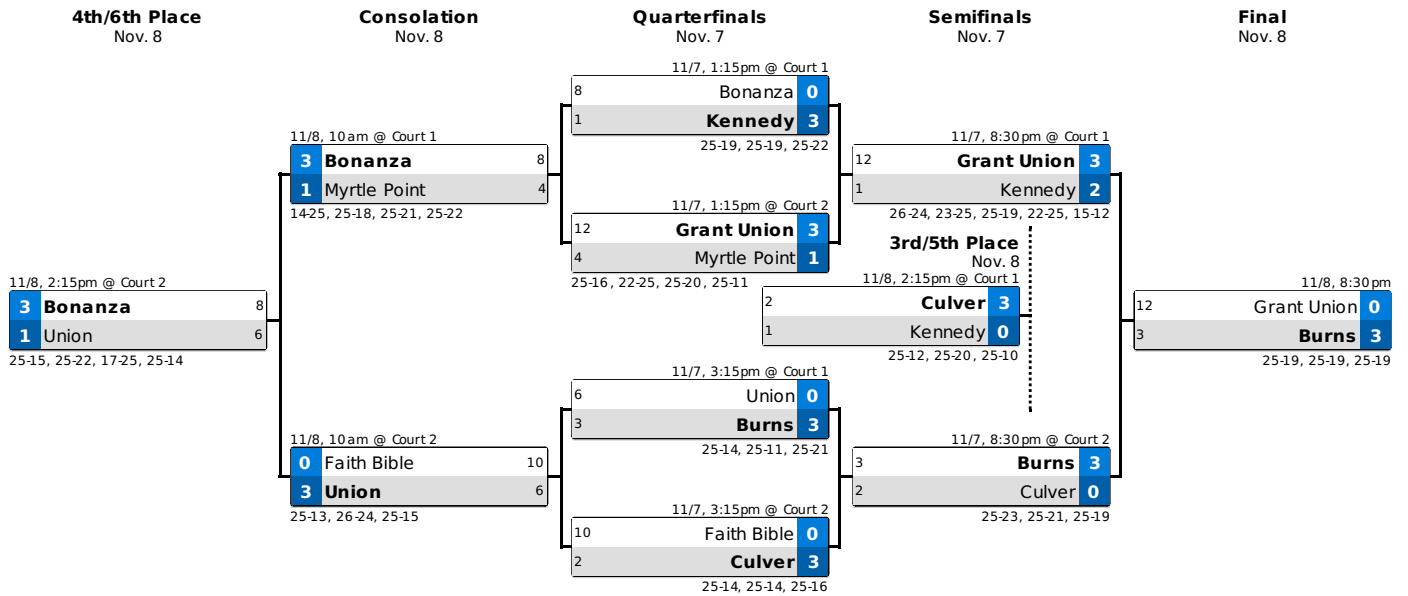 4th/6th Place
Nov. 8
Consolation
Nov. 8
Quarterfinals
Nov. 7
Semifinals
Nov. 7
Final
Nov. 8
11/8, 2:15pm @ Court 2
3 Bonanza 8
1 Union 6
25-15, 25-22, 17-25, 25-14
11/8, 10am @ Court 1
3 Bonanza 8
1 Myrtle Point 4
14-25, 25-18, 25-21, 25-22
11/8, 10am @ Court 2
0 Faith Bible 10
3 Union 6
25-13, 26-24, 25-15
11/7, 1:15pm @ Court 1
8 Bonanza 0
1 Kennedy 3
25-19, 25-19, 25-22
11/7, 1:15pm @ Court 2
12 Grant Union 3
4 Myrtle Point 1
25-16, 22-25, 25-20, 25-11
11/7, 3:15pm @ Court 1
6 Union 0
3 Burns 3
25-14, 25-11, 25-21
11/7, 3:15pm @ Court 2
10 Faith Bible 0
2 Culver 3
25-14, 25-14, 25-16
11/7, 8:30pm @ Court 1
12 Grant Union 3
1 Kennedy 2
26-24, 23-25, 25-19, 22-25, 15-12
3rd/5th Place
Nov. 8
11/8, 2:15pm @ Court 1
2 Culver 3
1 Kennedy 0
25-12, 25-20, 25-10
11/7, 8:30pm @ Court 2
3 Burns 3
2 Culver 0
25-23, 25-21, 25-19
11/8, 8:30pm
12 Grant Union 0
3 Burns 3
25-19, 25-19, 25-19